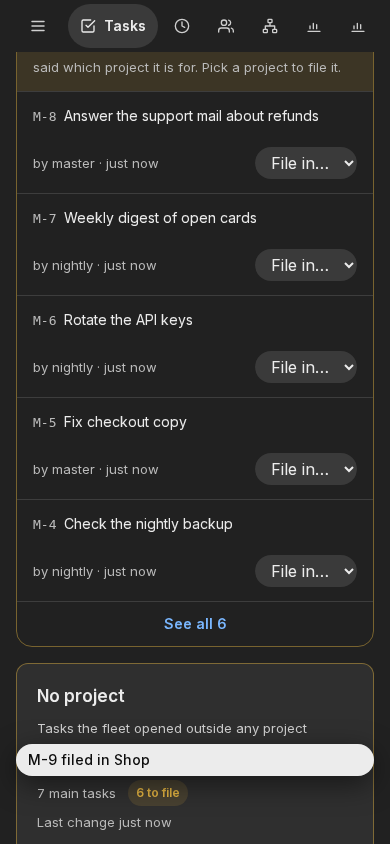 Tasks
said which project it is for. Pick a project to file it.
M-8 Answer the support mail about refunds
by master · just now
File in...
M-7 Weekly digest of open cards
by nightly · just now
File in...
M-6 Rotate the API keys
by nightly · just now
File in...
M-5 Fix checkout copy
by master · just now
File in...
M-4 Check the nightly backup
by nightly · just now
File in...
See all 6
No project
Tasks the fleet opened outside any project
M-9 filed in Shop
7 main tasks 6 to file
Last change just now